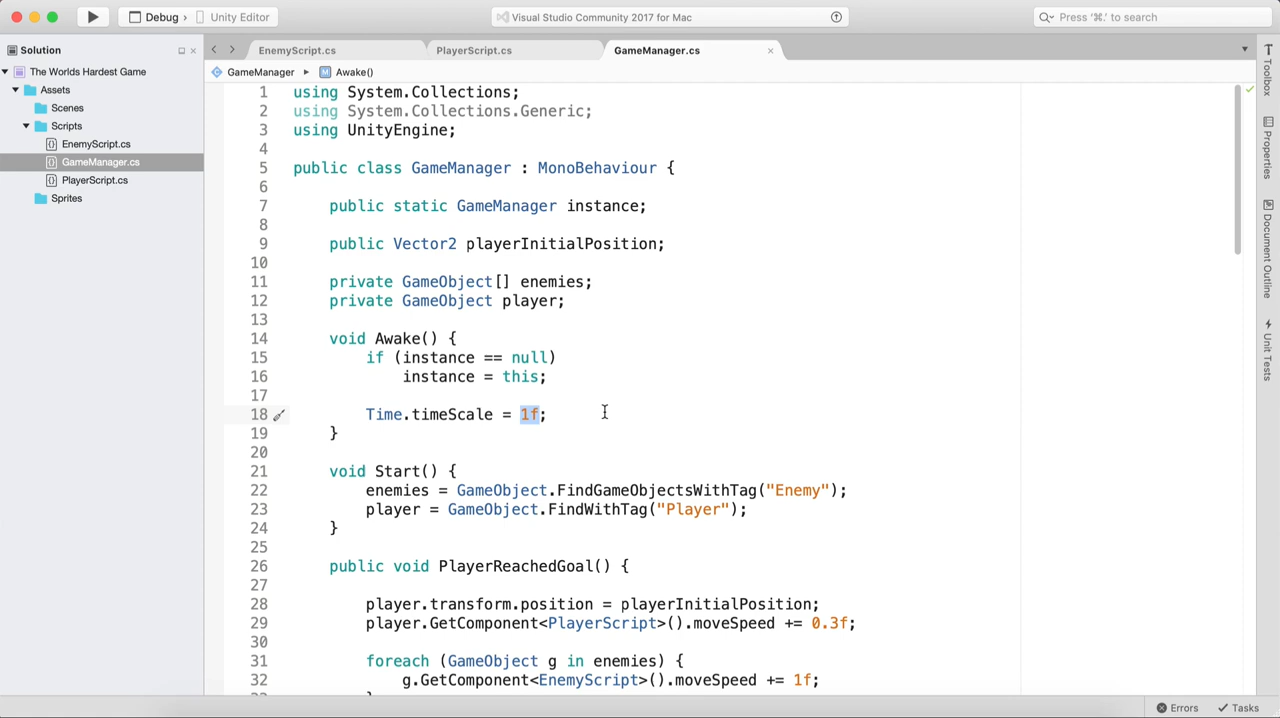 Debug
Unity Editor
Visual Studio Community 2017 for Mac
Press '⌘.' to search
Solution
The Worlds Hardest Game
Assets
Scenes
Scripts
EnemyScript.cs
GameManager.cs
PlayerScript.cs
Sprites
EnemyScript.cs
PlayerScript.cs
GameManager.cs
GameManager
Awake()
1 using System.Collections;
2 using System.Collections.Generic;
3 using UnityEngine;
4
5 public class GameManager : MonoBehaviour {
6
7 public static GameManager instance;
8
9 public Vector2 playerInitialPosition;
10
11 private GameObject[] enemies;
12 private GameObject player;
13
14 void Awake() {
15 if (instance == null)
16 instance = this;
17
18 Time.timeScale = 1f;
19 }
20
21 void Start() {
22 enemies = GameObject.FindGameObjectsWithTag("Enemy");
23 player = GameObject.FindWithTag("Player");
24 }
25
26 public void PlayerReachedGoal() {
27
28 player.transform.position = playerInitialPosition;
29 player.GetComponent<PlayerScript>().moveSpeed += 0.3f;
30
31 foreach (GameObject g in enemies) {
32 g.GetComponent<EnemyScript>().moveSpeed += 1f;
Toolbox
Properties
Document Outline
Unit Tests
Errors
Tasks